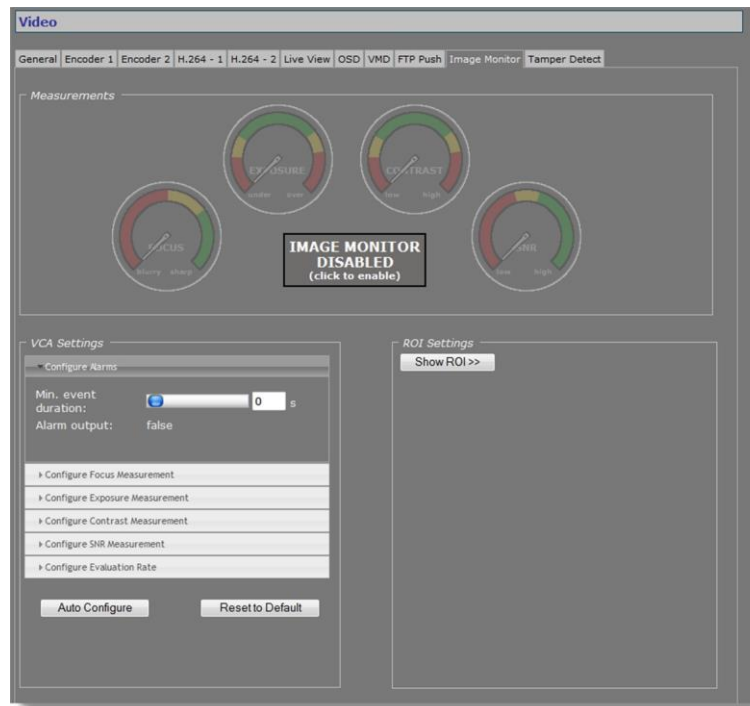 Video
General Encoder 1 Encoder 2 H.264 - 1 H.264 - 2 Live View OSD VMD FTP Push Image Monitor Tamper Detect
Measurements
EXPOSURE
under over
CONTRAST
low high
FOCUS
blurry sharp
SNR
low high
IMAGE MONITOR
DISABLED
(click to enable)
VCA Settings
Configure Alarms
Min. event
duration:
0 s
Alarm output: false
Configure Focus Measurement
Configure Exposure Measurement
Configure Contrast Measurement
Configure SNR Measurement
Configure Evaluation Rate
Auto Configure Reset to Default
ROI Settings
Show ROI >>